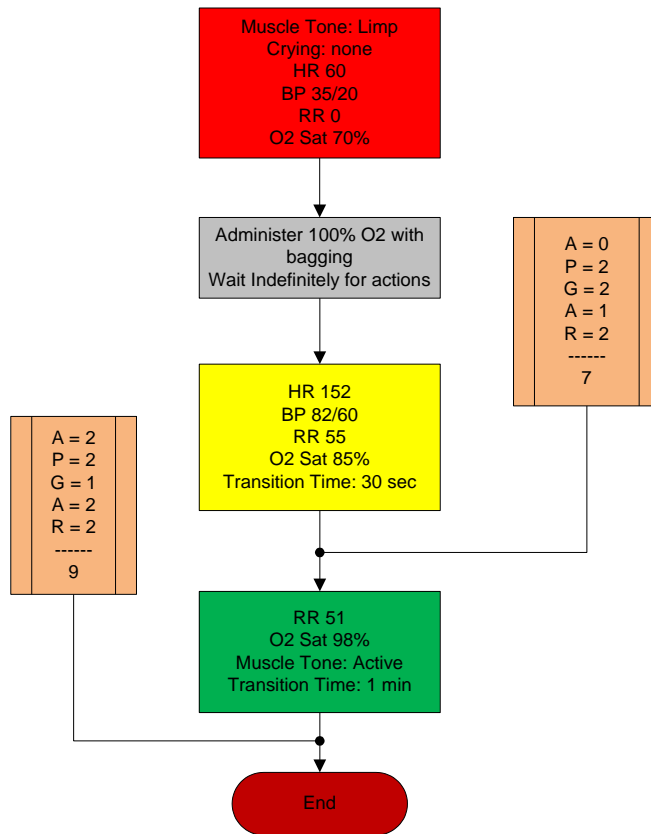 Muscle Tone: Limp
Crying: none
HR 60
BP 35/20
RR 0
O2 Sat 70%
Administer 100% O2 with
bagging
Wait Indefinitely for actions
A = 0
P = 2
G = 2
A = 1
R = 2
------
7
HR 152
BP 82/60
RR 55
O2 Sat 85%
Transition Time: 30 sec
A = 2
P = 2
G = 1
A = 2
R = 2
------
9
RR 51
O2 Sat 98%
Muscle Tone: Active
Transition Time: 1 min
End